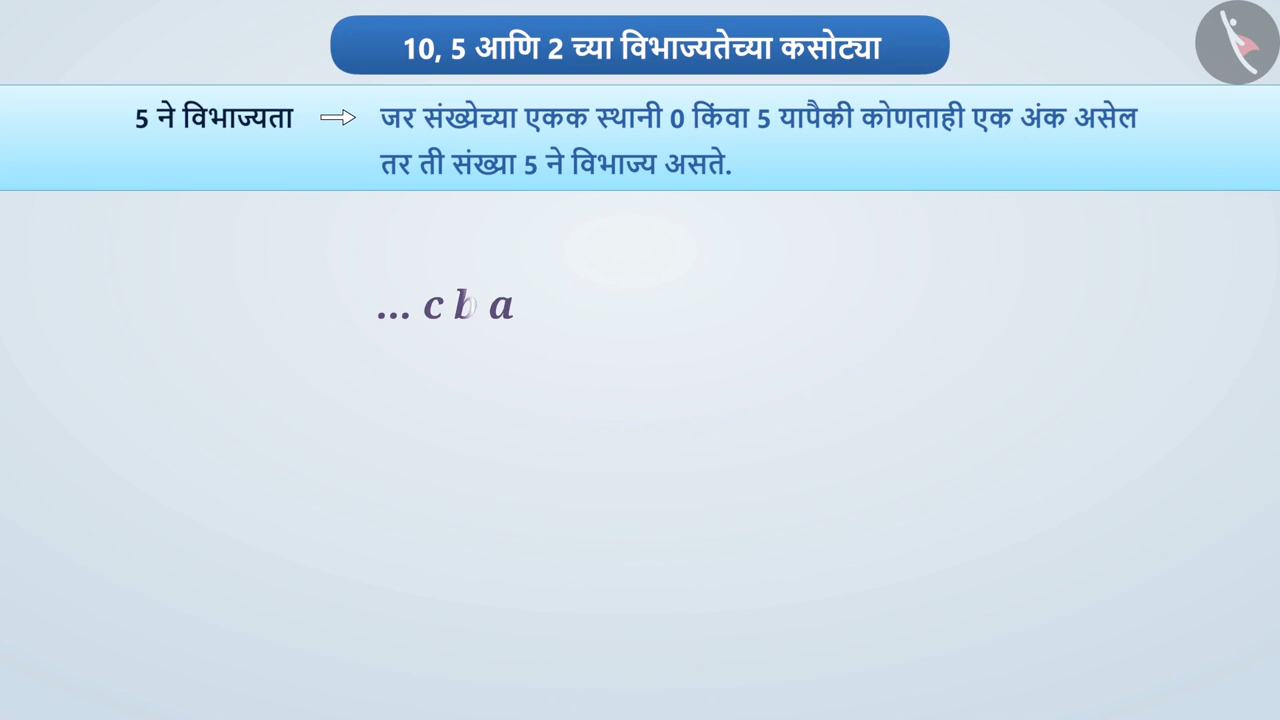 10, 5 आणि 2 च्या विभाज्यतेच्या कसोट्या
5 ने विभाज्यता ⇨ जर संख्येच्या एकक स्थानी 0 किंवा 5 यापैकी कोणताही एक अंक असेल
तर ती संख्या 5 ने विभाज्य असते.
... c b a